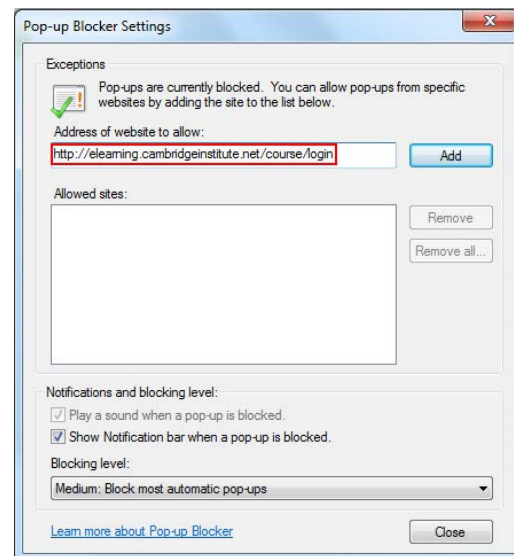 Pop-up Blocker Settings
x
Exceptions
Pop-ups are currently blocked. You can allow pop-ups from specific
websites by adding the site to the list below.
Address of website to allow:
http://elearning.cambridgeinstitute.net/course/login
Add
Allowed sites:
Remove
Remove all...
Notifications and blocking level:
Play a sound when a pop-up is blocked.
Show Notification bar when a pop-up is blocked.
Blocking level:
Medium: Block most automatic pop-ups
Learn more about Pop-up Blocker
Close